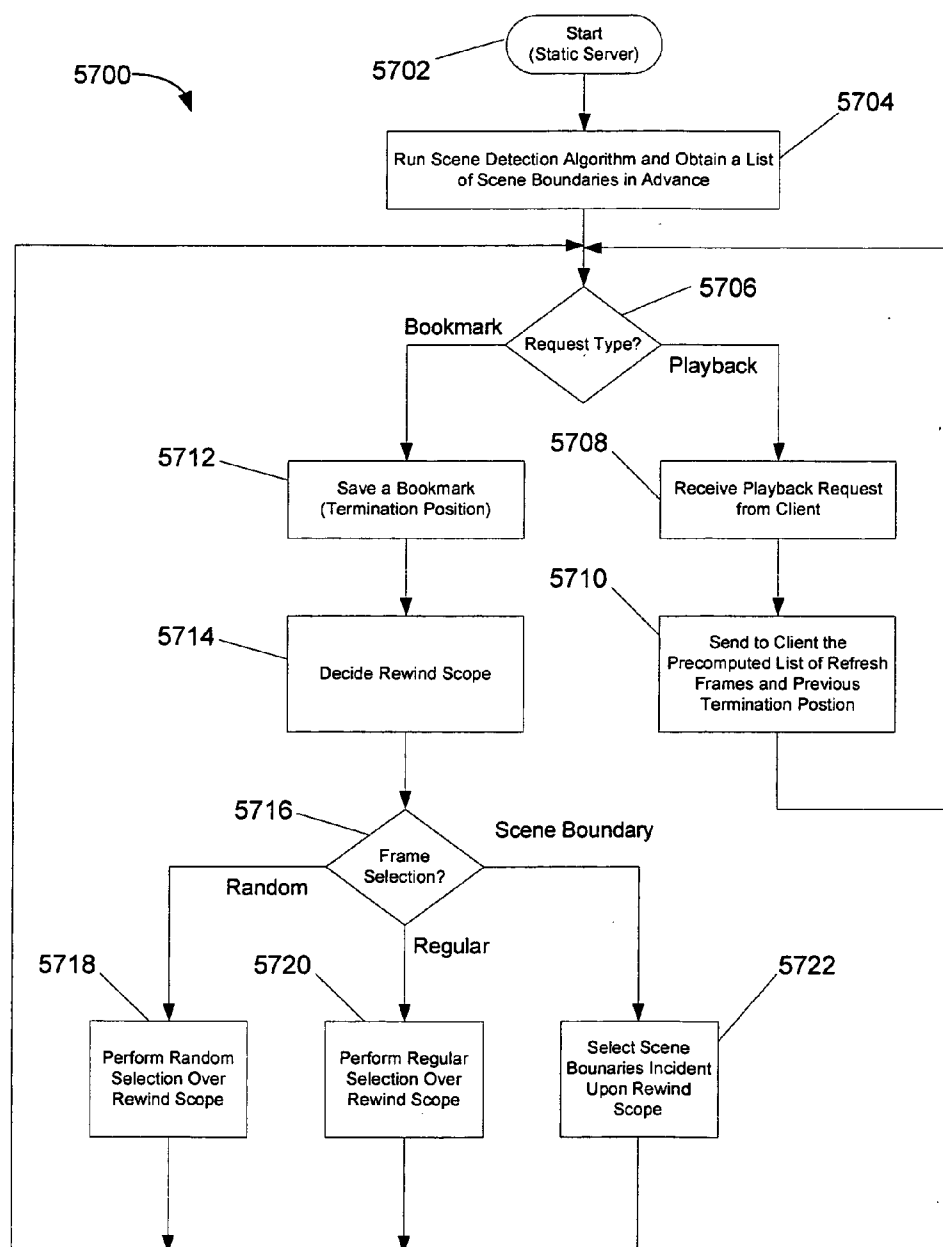 Start
(Static Server)
5702
5700
5704
Run Scene Detection Algorithm and Obtain a List
of Scene Boundaries in Advance
5706
Bookmark
Request Type?
Playback
5712
5708
Save a Bookmark
(Termination Position)
Receive Playback Request
from Client
5710
5714
Decide Rewind Scope
Send to Client the
Precomputed List of Refresh
Frames and Previous
Termination Postion
5716
Scene Boundary
Frame
Selection?
Random
Regular
5718
5720
5722
Perform Random
Selection Over
Rewind Scope
Perform Regular
Selection Over
Rewind Scope
Select Scene
Bounaries Incident
Upon Rewind
Scope